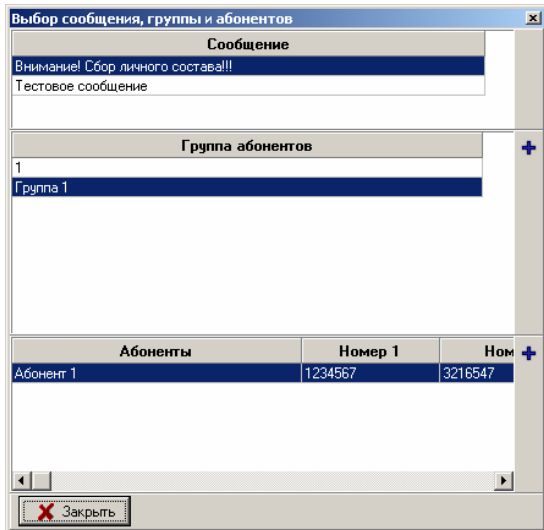 Выбор сообщения, группы и абонентов
Сообщение
Внимание! Сбор личного состава!!!
Тестовое сообщение
Группа абонентов
1
Группа 1
Абоненты Номер 1 Ном
Абонент 1 1234567 3216547
Закрыть